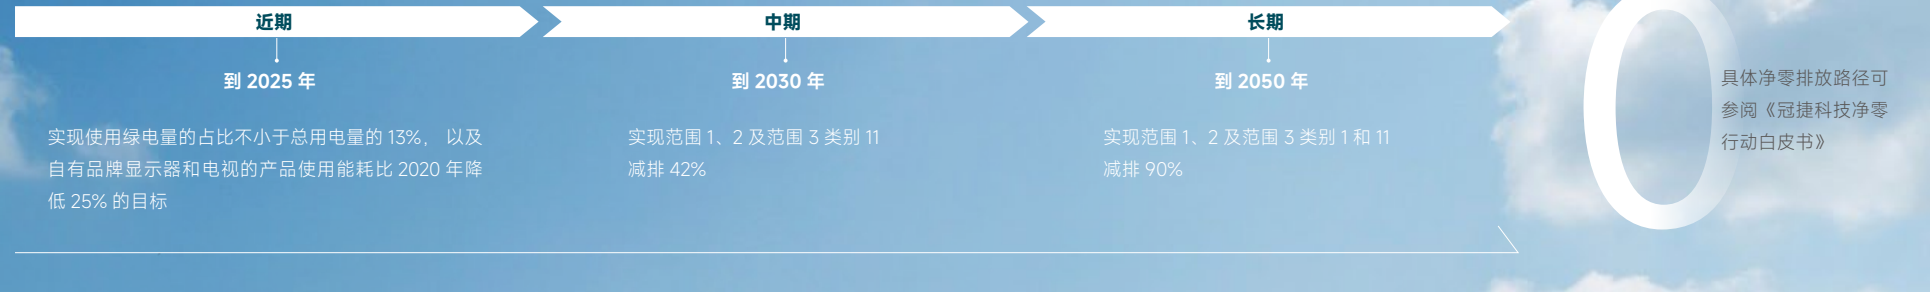 近期
到 2025 年
实现使用绿电量的占比不小于总用电量的 13%， 以及
自有品牌显示器和电视的产品使用能耗比 2020 年降
低 25% 的目标
中期
到 2030 年
实现范围 1、2 及范围 3 类别 11
减排 42%
长期
到 2050 年
实现范围 1、2 及范围 3 类别 1 和 11
减排 90%
0
具体净零排放路径可
参阅《冠捷科技净零
行动白皮书》